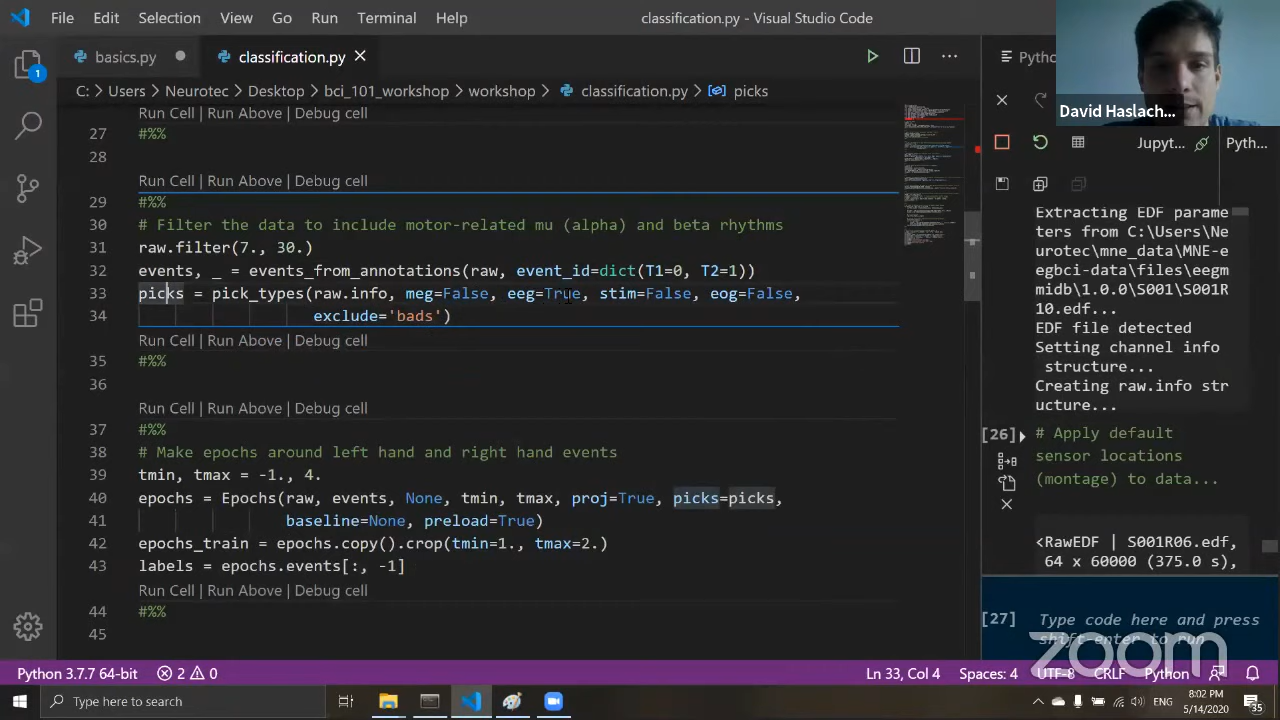 File Edit Selection View Go Run Terminal Help classification.py - Visual Studio Code
basics.py classification.py
Pyth
David Haslach...
C: > Users > Neurotec > Desktop > bci_101_workshop > workshop > classification.py > picks
Run Cell | Run Above | Debug cell
27 #%%
28
Run Cell | Run Above | Debug cell
29 #%%
30 # Filter raw data to include motor-related mu (alpha) and beta rhythms
31 raw.filter(7., 30.)
32 events, _ = events_from_annotations(raw, event_id=dict(T1=0, T2=1))
33 picks = pick_types(raw.info, meg=False, eeg=True, stim=False, eog=False,
34 exclude='bads')
Run Cell | Run Above | Debug cell
35 #%%
36
Run Cell | Run Above | Debug cell
37 #%%
38 # Make epochs around left hand and right hand events
39 tmin, tmax = -1., 4.
40 epochs = Epochs(raw, events, None, tmin, tmax, proj=True, picks=picks,
41 baseline=None, preload=True)
42 epochs_train = epochs.copy().crop(tmin=1., tmax=2.)
43 labels = epochs.events[:, -1]
Run Cell | Run Above | Debug cell
44 #%%
45
Jupyt... Pyth...
Extracting EDF parame
ters from C:\Users\Ne
urotec\mne_data\MNE-e
egbci-data\files\eegm
midb\1.0.0\S001\S001R
10.edf...
EDF file detected
Setting channel info
structure...
Creating raw.info str
ucture...
[26] # Apply default
sensor locations
(montage) to data...
<RawEDF | S001R06.edf,
64 x 60000 (375.0 s),
[27] Type code here and press
shift-enter to run
zoom
Python 3.7.7 64-bit 2 0 Ln 33, Col 4 Spaces: 4 UTF-8 CRLF Python
Type here to search
8:02 PM
5/14/2020
35
1